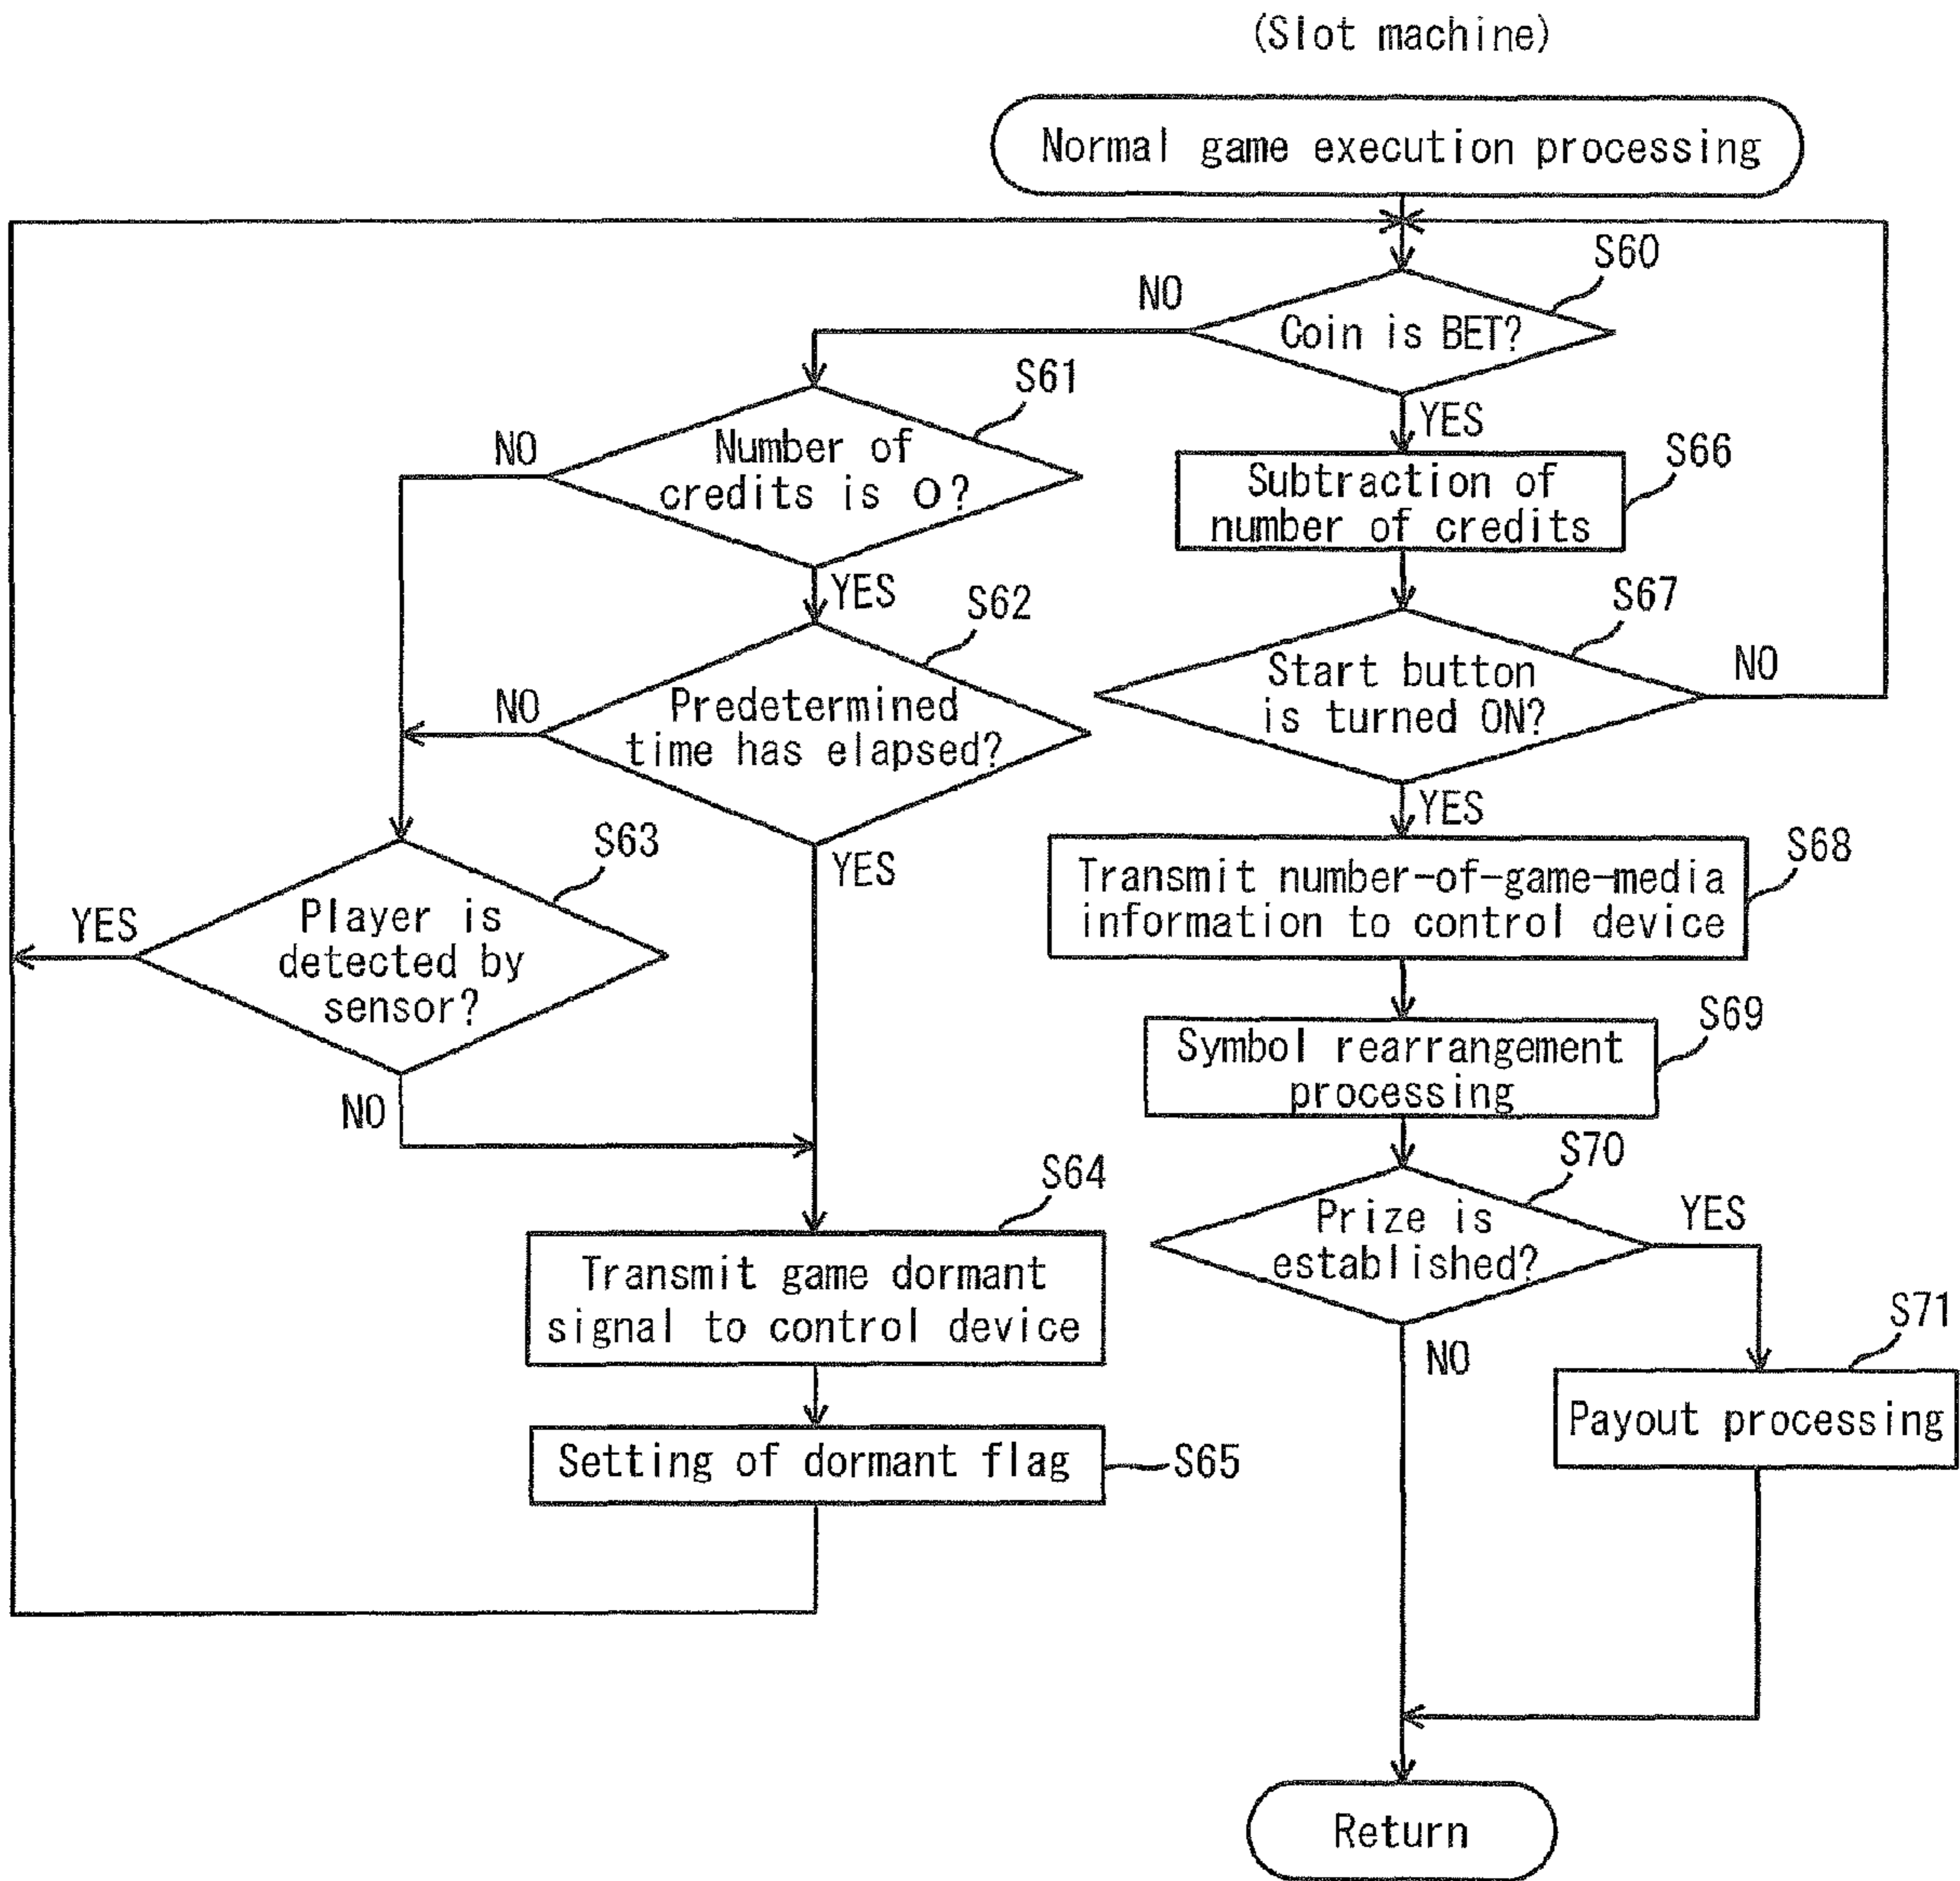 (Slot machine)
Normal game execution processing
S60
NO
Coin is BET?
YES
S61
NO
Number of
credits is 0?
YES
S66
Subtraction of
number of credits
S62
NO
Predetermined
time has elapsed?
YES
S67
Start button
is turned ON?
NO
YES
S63
YES
Player is
detected by
sensor?
NO
S68
Transmit number-of-game-media
information to control device
S69
Symbol rearrangement
processing
S64
Transmit game dormant
signal to control device
S70
Prize is
established?
YES
NO
S71
Payout processing
Setting of dormant flag
S65
Return